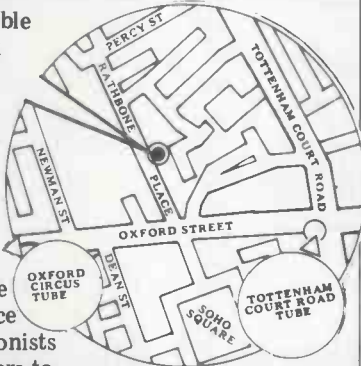 ble
PERCY ST
RATHBONE
PLACE
TOTTENHAM COURT ROAD
NEWMAN ST
OXFORD STREET
DEAN ST
OXFORD
CIRCUS
TUBE
SOHO
SQUARE
TOTTENHAM
COURT ROAD
TUBE
e
ce
onists